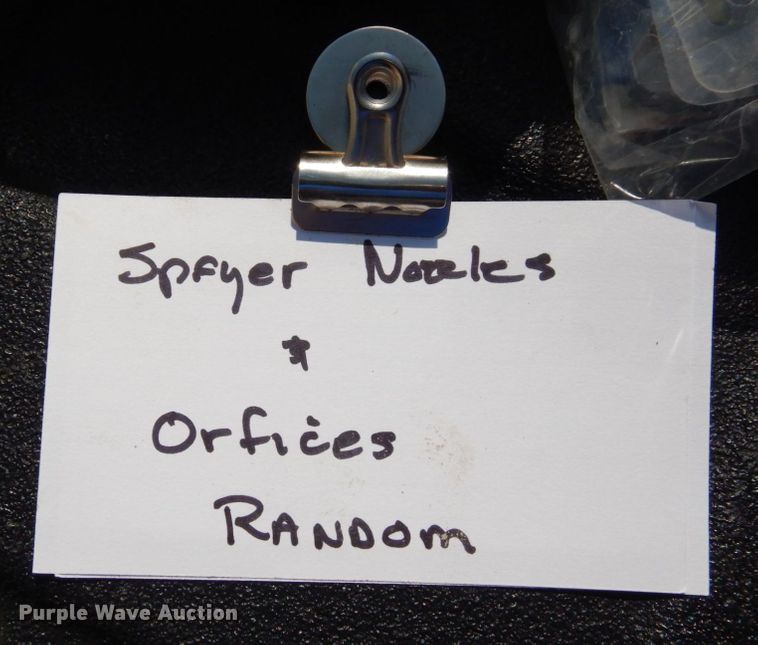 Spryer Nozzles
&
Orfices
RANDOM
Purple Wave Auction